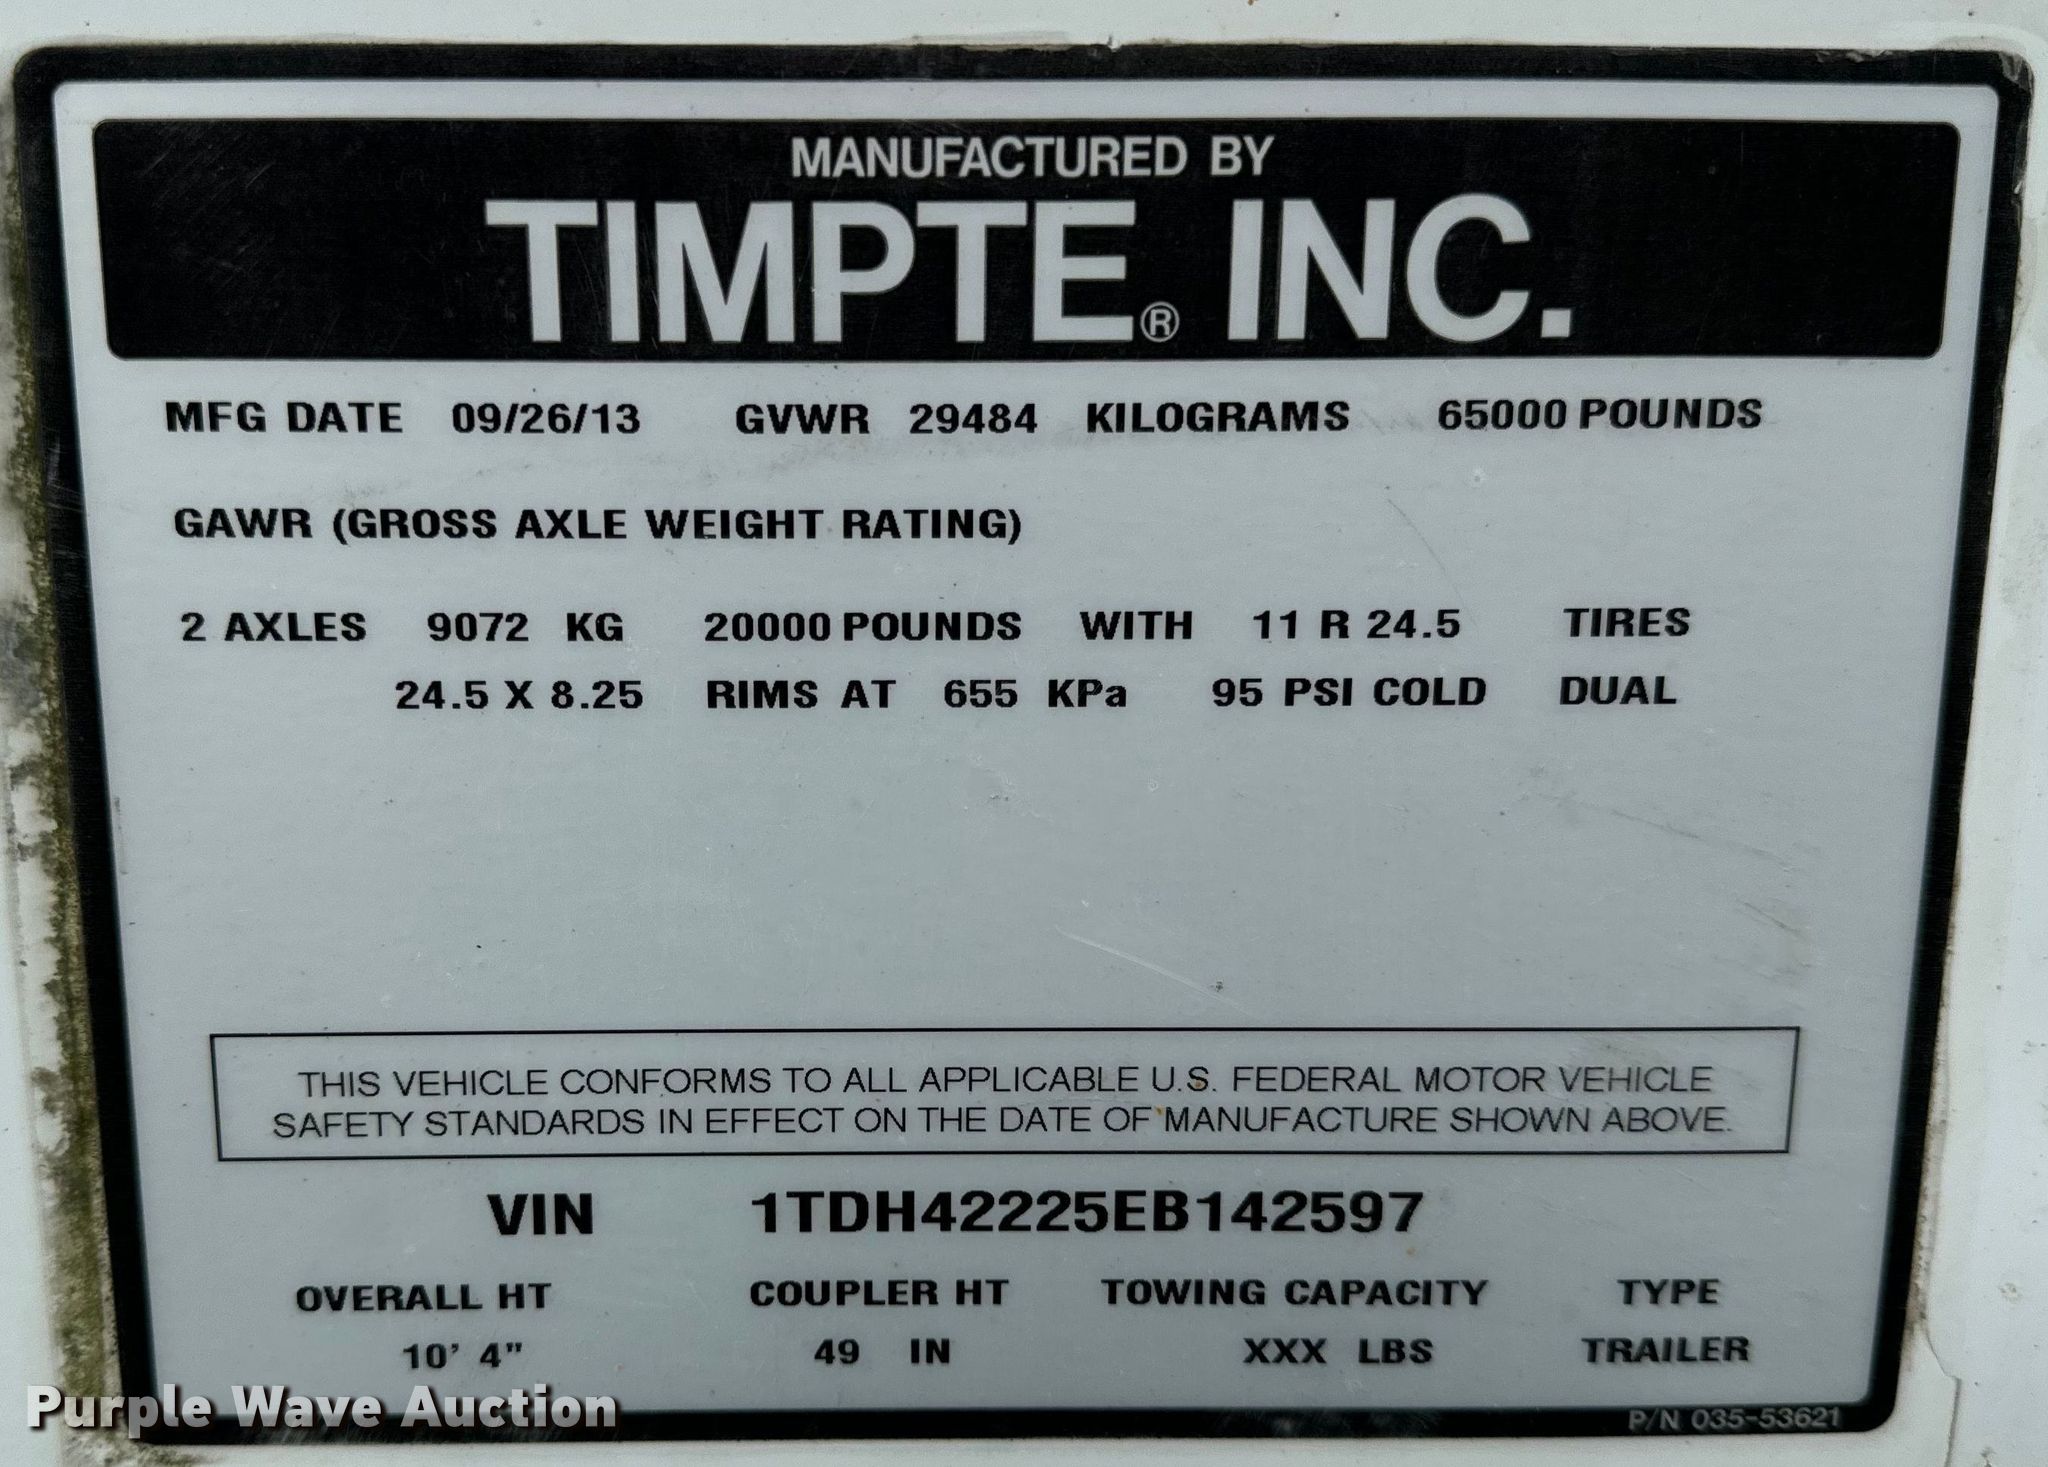 MANUFACTURED BY
TIMPTE® INC.
MFG DATE 09/26/13 GVWR 29484 KILOGRAMS 65000 POUNDS
GAWR (GROSS AXLE WEIGHT RATING)
2 AXLES 9072 KG 20000 POUNDS WITH 11 R 24.5 TIRES
24.5 X 8.25 RIMS AT 655 KPa 95 PSI COLD DUAL
THIS VEHICLE CONFORMS TO ALL APPLICABLE U.S. FEDERAL MOTOR VEHICLE
SAFETY STANDARDS IN EFFECT ON THE DATE OF MANUFACTURE SHOWN ABOVE.
VIN 1TDH42225EB142597
OVERALL HT COUPLER HT TOWING CAPACITY TYPE
10' 4" 49 IN XXX LBS TRAILER
Purple Wave Auction
P/N 035-53621